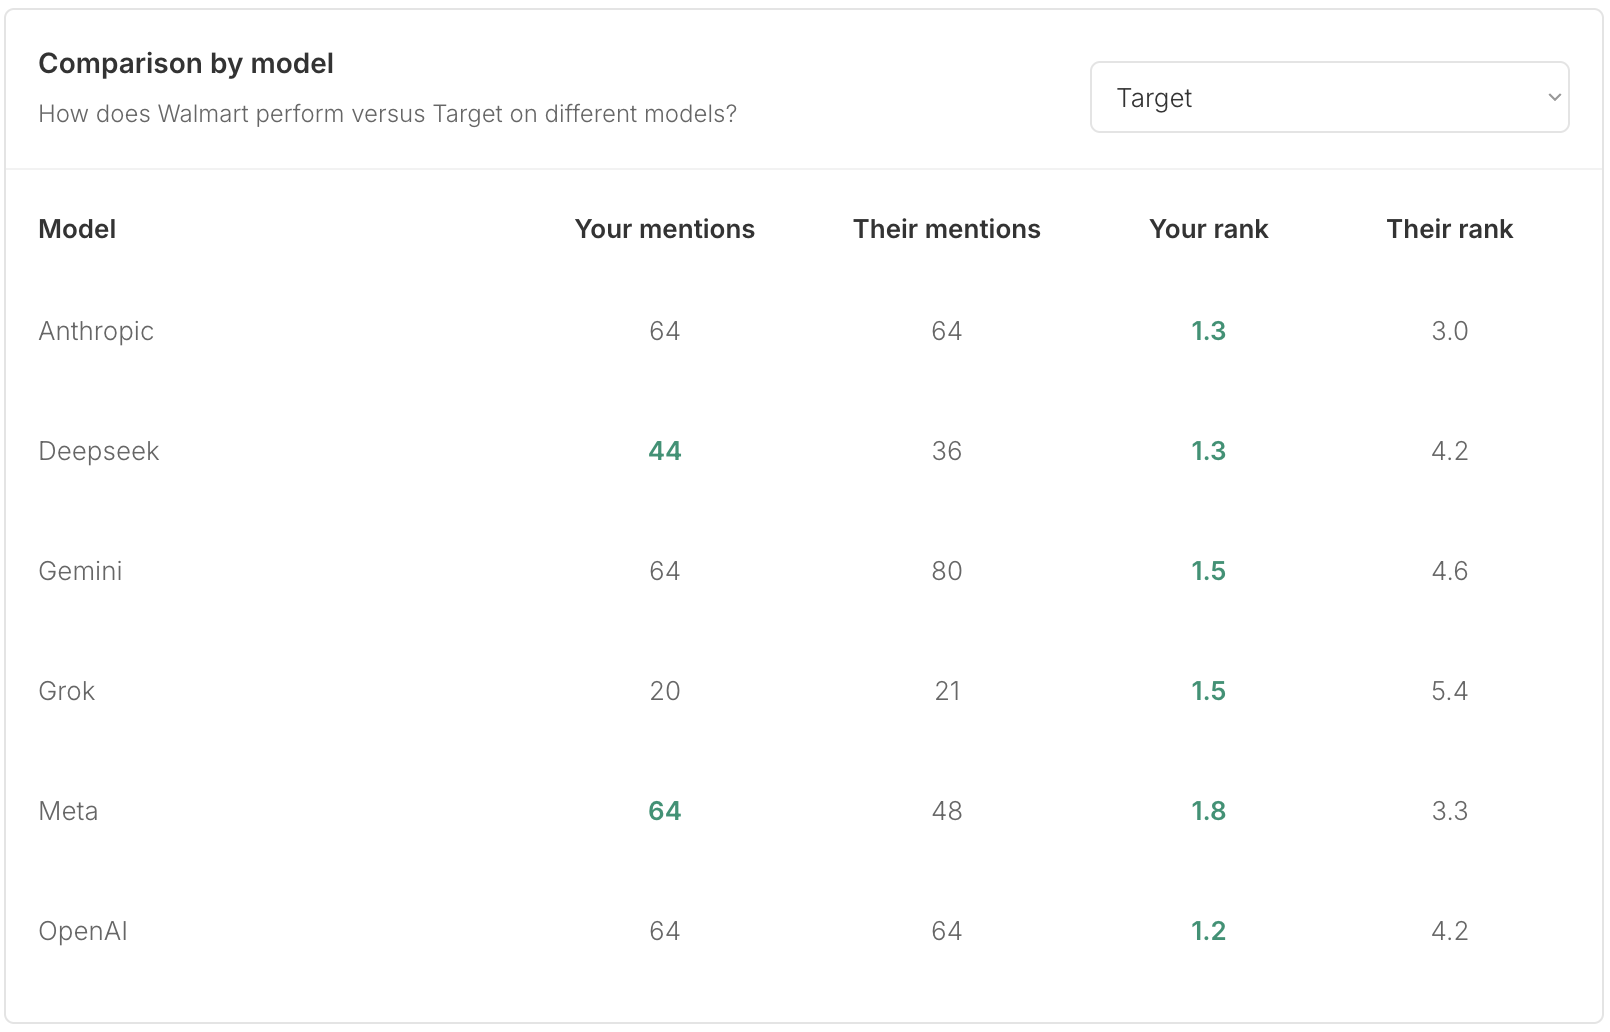 Comparison by model
How does Walmart perform versus Target on different models?
Target
Model Your mentions Their mentions Your rank Their rank
Anthropic 64 64 1.3 3.0
Deepseek 44 36 1.3 4.2
Gemini 64 80 1.5 4.6
Grok 20 21 1.5 5.4
Meta 64 48 1.8 3.3
OpenAI 64 64 1.2 4.2